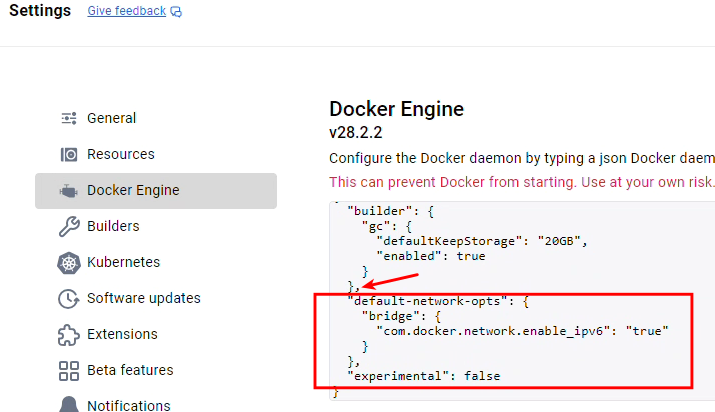 Settings Give feedback
General
Resources
Docker Engine
Builders
Kubernetes
Software updates
Extensions
Beta features
Notifications
Docker Engine
v28.2.2
Configure the Docker daemon by typing a json Docker daem
This can prevent Docker from starting. Use at your own risk.
{
"builder": {
"gc": {
"defaultKeepStorage": "20GB",
"enabled": true
}
},
"default-network-opts": {
"bridge": {
"com.docker.network.enable_ipv6": "true"
}
},
"experimental": false
}